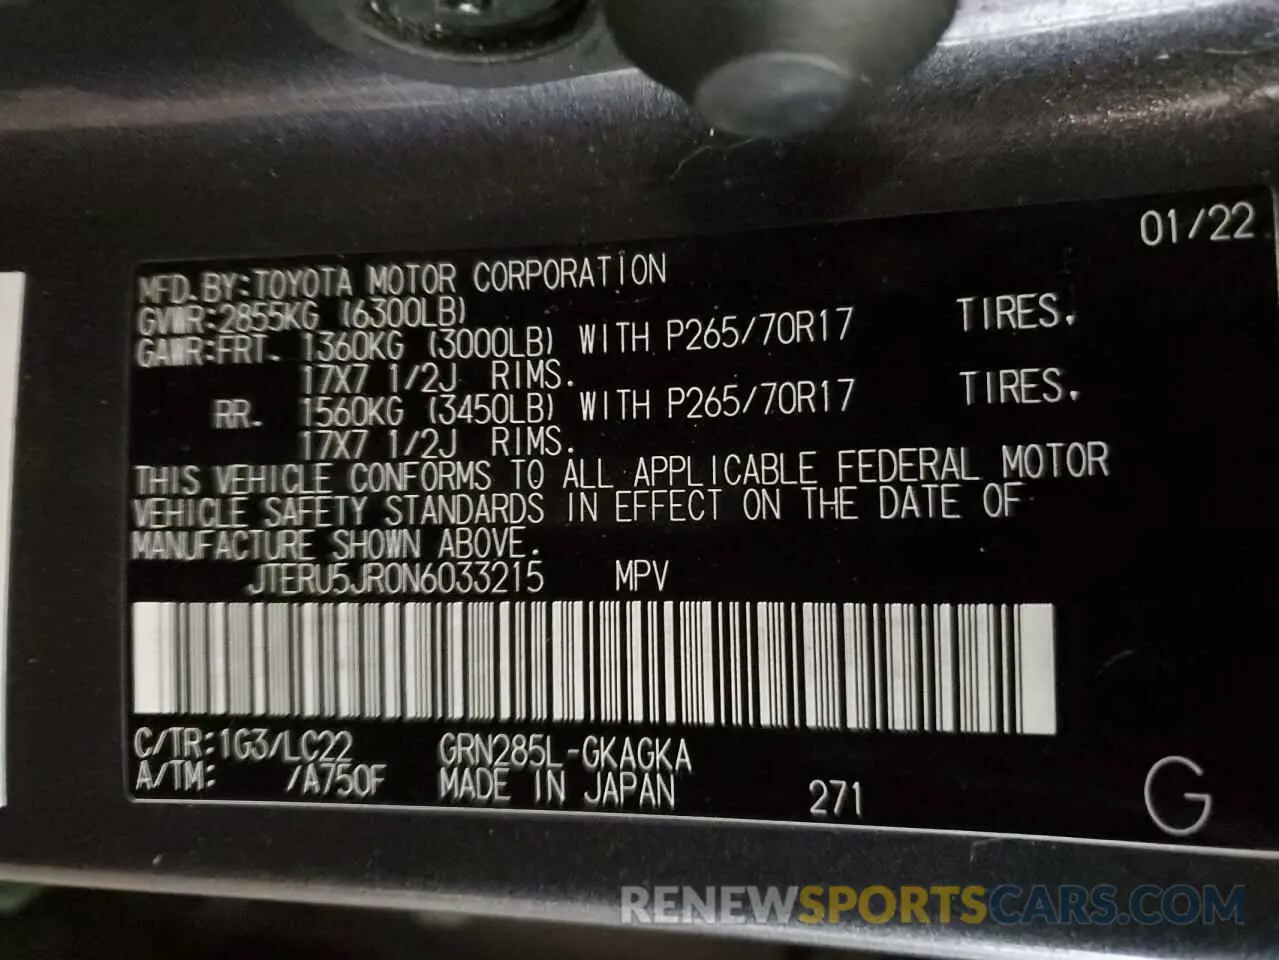 01/22
MFD.BY:TOYOTA MOTOR CORPORATION
GVWR:2855KG (6300LB)
GAWR:FRT. 1360KG (3000LB) WITH P265/70R17 TIRES.
17X7 1/2J RIMS.
RR. 1560KG (3450LB) WITH P265/70R17 TIRES.
17X7 1/2J RIMS.
THIS VEHICLE CONFORMS TO ALL APPLICABLE FEDERAL MOTOR
VEHICLE SAFETY STANDARDS IN EFFECT ON THE DATE OF
MANUFACTURE SHOWN ABOVE.
JTERU5JR0N6033215 MPV
C/TR:1G3/LC22 GRN285L-GKAGKA
A/TM: /A750F MADE IN JAPAN 271
G
RENEWSPORTSCARS.COM